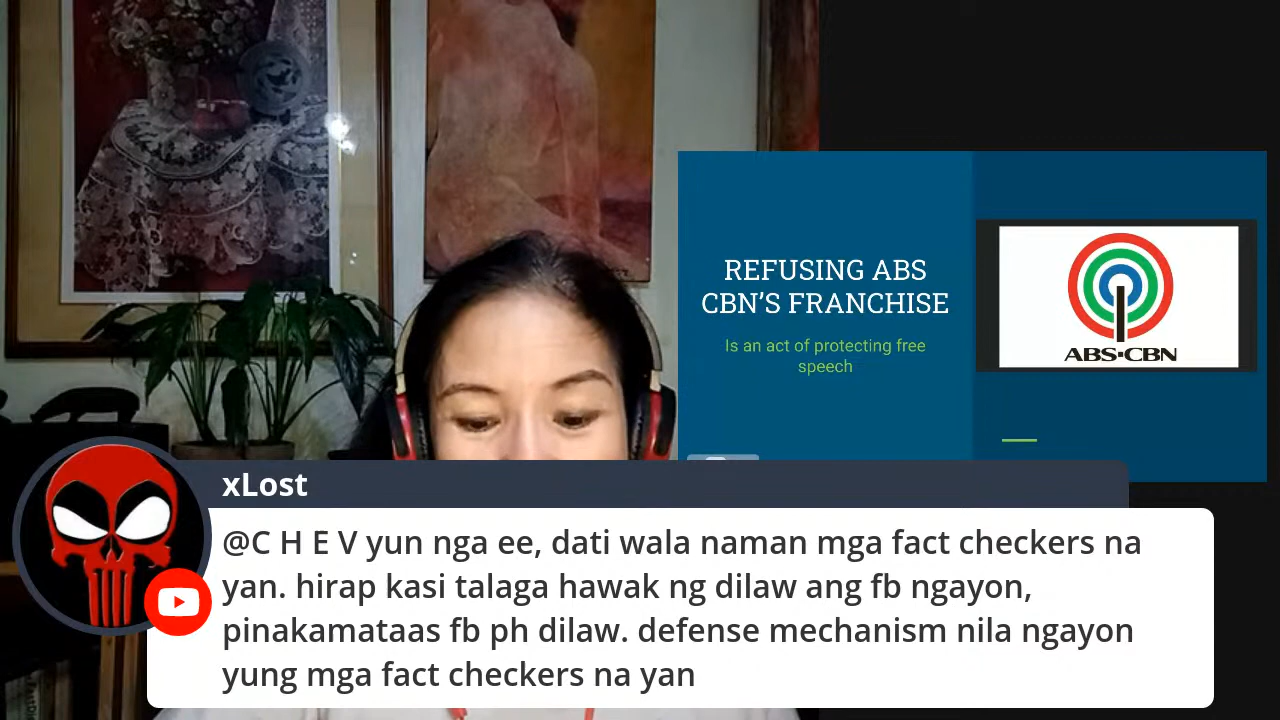 REFUSING ABS
CBN'S FRANCHISE
Is an act of protecting free
speech
ABS·CBN
xLost
@C H E V yun nga ee, dati wala naman mga fact checkers na
yan. hirap kasi talaga hawak ng dilaw ang fb ngayon,
pinakamataas fb ph dilaw. defense mechanism nila ngayon
yung mga fact checkers na yan